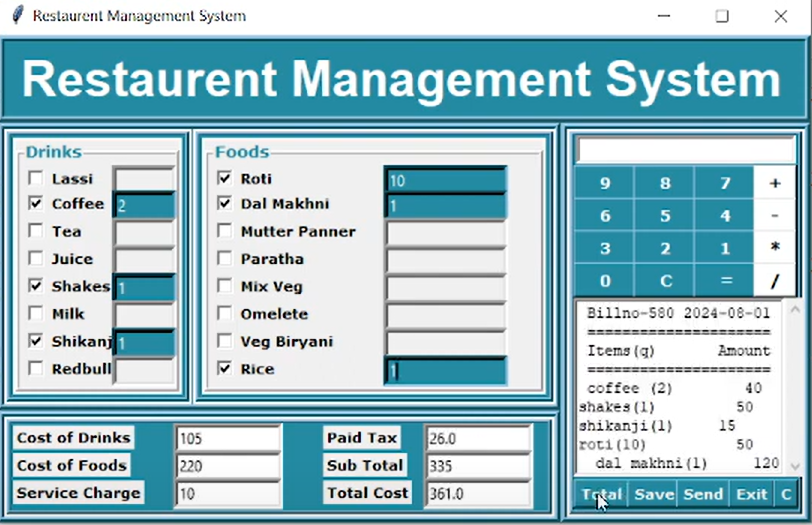 Restaurent Management System
Restaurent Management System
Drinks
Lassi
Coffee 2
Tea
Juice
Shakes 1
Milk
Shikanj 1
Redbull
Foods
Roti 10
Dal Makhni 1
Mutter Panner
Paratha
Mix Veg
Omelete
Veg Biryani
Rice 1
9 8 7 +
6 5 4 -
3 2 1 *
0 C = /
Billno-580 2024-08-01
=====================
Items(q) Amount
=====================
coffee (2) 40
shakes(1) 50
shikanji(1) 15
roti(10) 50
dal makhni(1) 120
Cost of Drinks 105 Paid Tax 26.0
Cost of Foods 220 Sub Total 335
Service Charge 10 Total Cost 361.0
Total Save Send Exit C